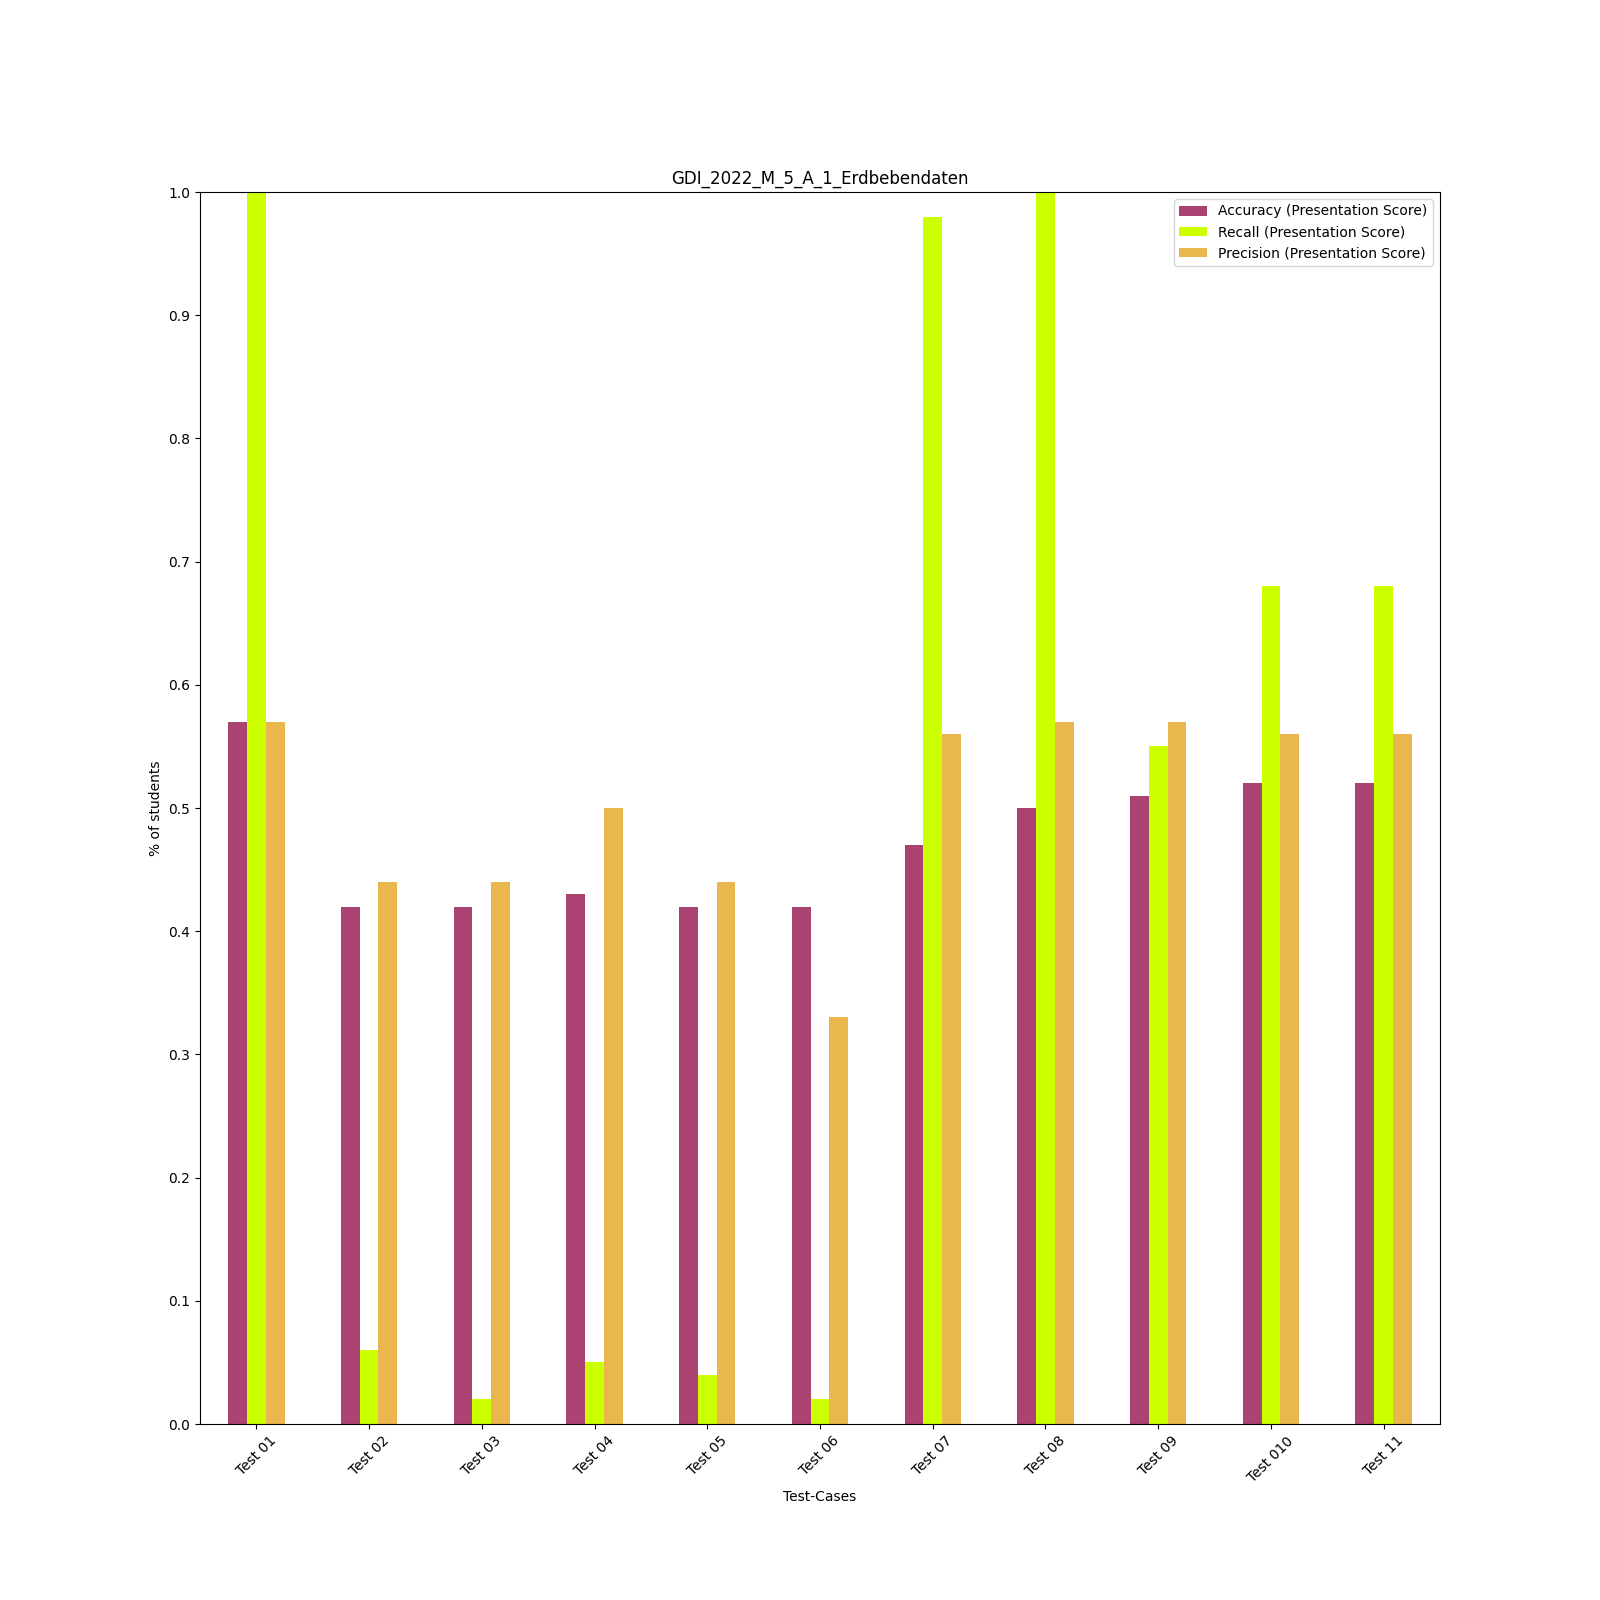 GDI_2022_M_5_A_1_Erdbebendaten
Accuracy (Presentation Score)
Recall (Presentation Score)
Precision (Presentation Score)
% of students
1.0
0.9
0.8
0.7
0.6
0.5
0.4
0.3
0.2
0.1
0.0
Test 01 Test 02 Test 03 Test 04 Test 05 Test 06 Test 07 Test 08 Test 09 Test 010 Test 11
Test-Cases